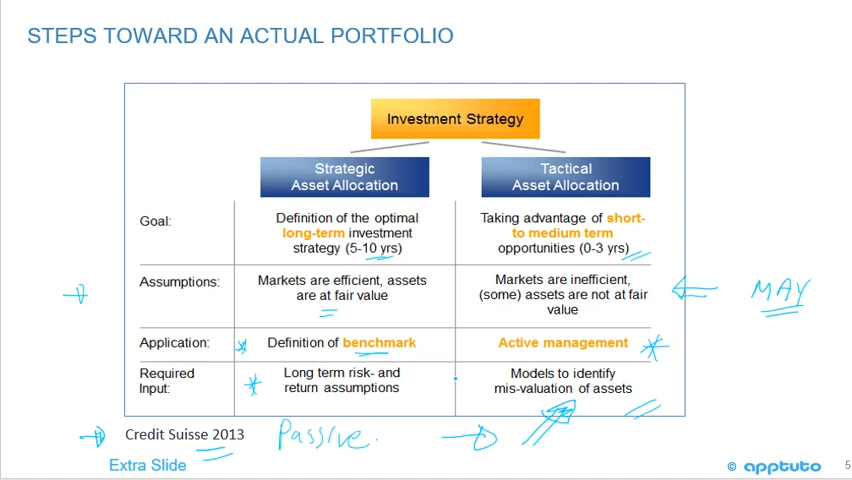 STEPS TOWARD AN ACTUAL PORTFOLIO
Investment Strategy
Strategic
Asset Allocation
Tactical
Asset Allocation
Goal:
Definition of the optimal
long-term investment
strategy (5-10 yrs)
Taking advantage of short-
to medium term
opportunities (0-3 yrs)
Assumptions:
Markets are efficient, assets
are at fair value
Markets are inefficient,
(some) assets are not at fair
value
MAY
Application:
Definition of benchmark
Active management
Required
Input:
Long term risk- and
return assumptions
Models to identify
mis-valuation of assets
Credit Suisse 2013
Passive.
Extra Slide
© apptuto
5